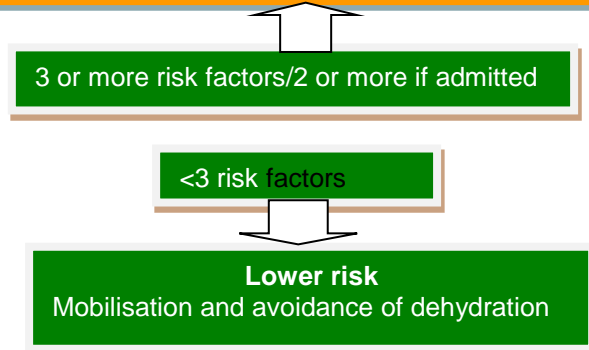 3 or more risk factors/2 or more if admitted
<3 risk factors
Lower risk
Mobilisation and avoidance of dehydration